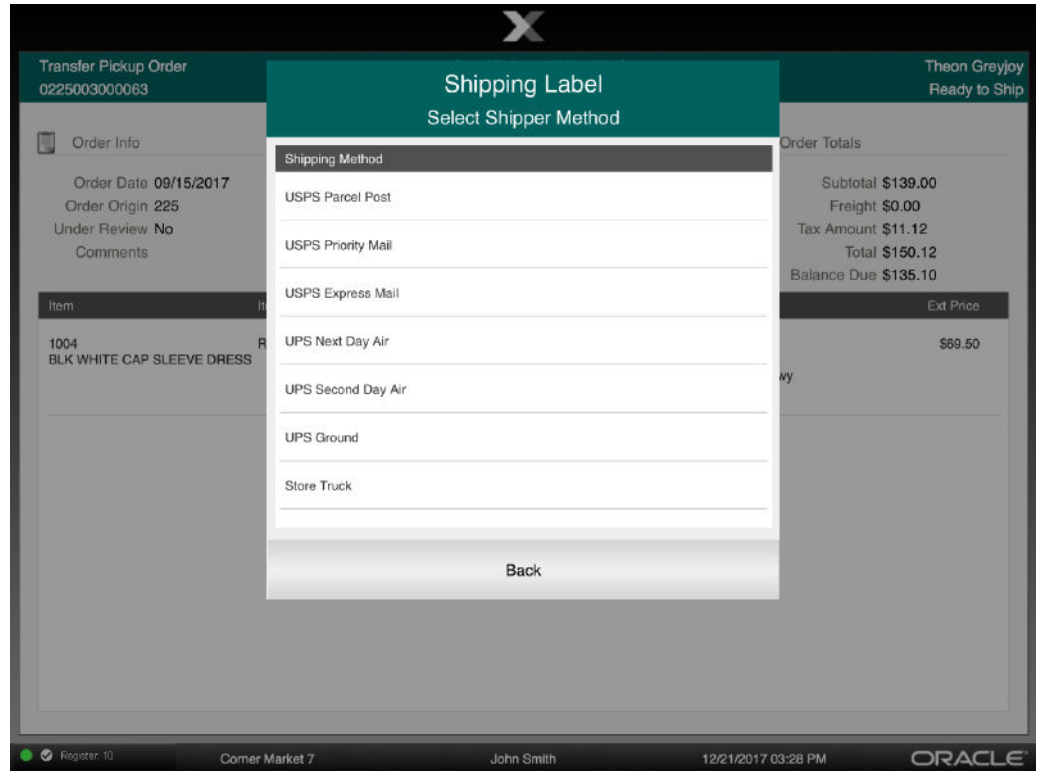 X
Transfer Pickup Order
0225003000063
Theon Greyjoy
Ready to Ship
Shipping Label
Select Shipper Method
Order Info
Order Date 09/15/2017
Order Origin 225
Under Review No
Comments
Order Totals
Subtotal $139.00
Freight $0.00
Tax Amount $11.12
Total $150.12
Balance Due $135.10
Shipping Method
USPS Parcel Post
USPS Priority Mail
USPS Express Mail
UPS Next Day Air
UPS Second Day Air
UPS Ground
Store Truck
Back
Item
Ext Price
1004
BLK WHITE CAP SLEEVE DRESS
$69.50
Register: 10
Corner Market 7
John Smith
12/21/2017 03:28 PM
ORACLE